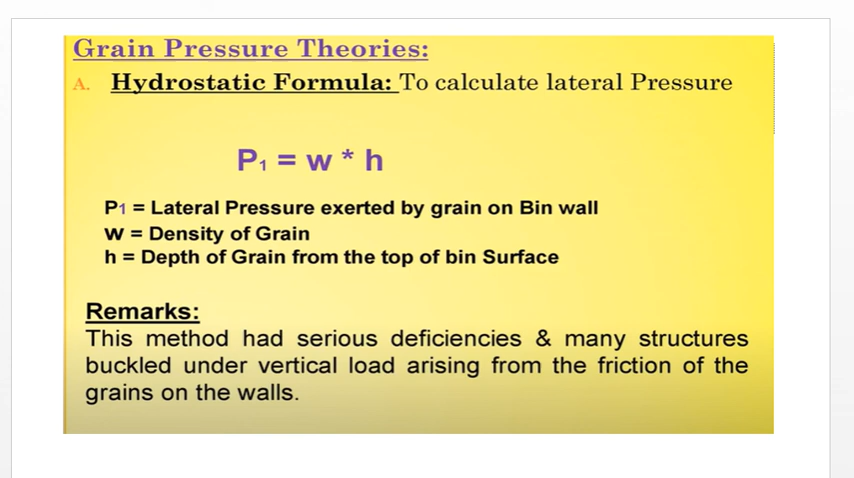 Grain Pressure Theories:
A. Hydrostatic Formula: To calculate lateral Pressure
P1 = w * h
P1 = Lateral Pressure exerted by grain on Bin wall
w = Density of Grain
h = Depth of Grain from the top of bin Surface
Remarks:
This method had serious deficiencies & many structures
buckled under vertical load arising from the friction of the
grains on the walls.